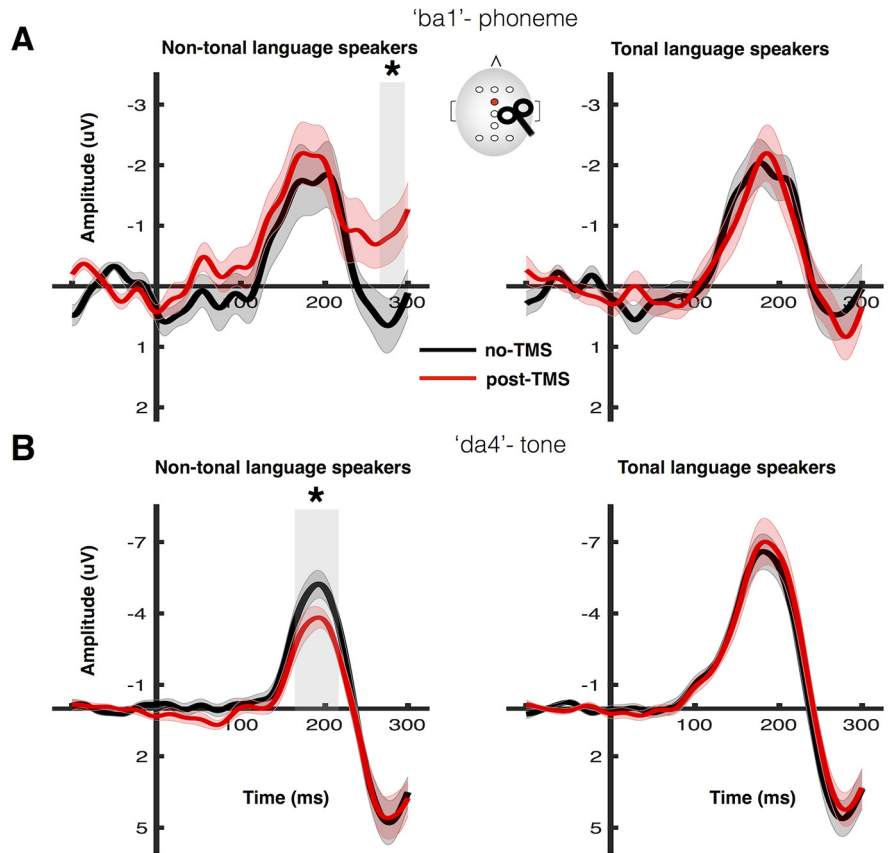 'ba1'- phoneme
A
Non-tonal language speakers
*
Tonal language speakers
Amplitude (uV)
-3
-2
-1
1
2
100
200
300
-3
-2
-1
1
2
100
200
300
no-TMS
post-TMS
'da4'- tone
B
Non-tonal language speakers
*
Tonal language speakers
Amplitude (uV)
-7
-4
-1
2
5
100
200
300
Time (ms)
-7
-4
-1
2
5
100
200
300
Time (ms)